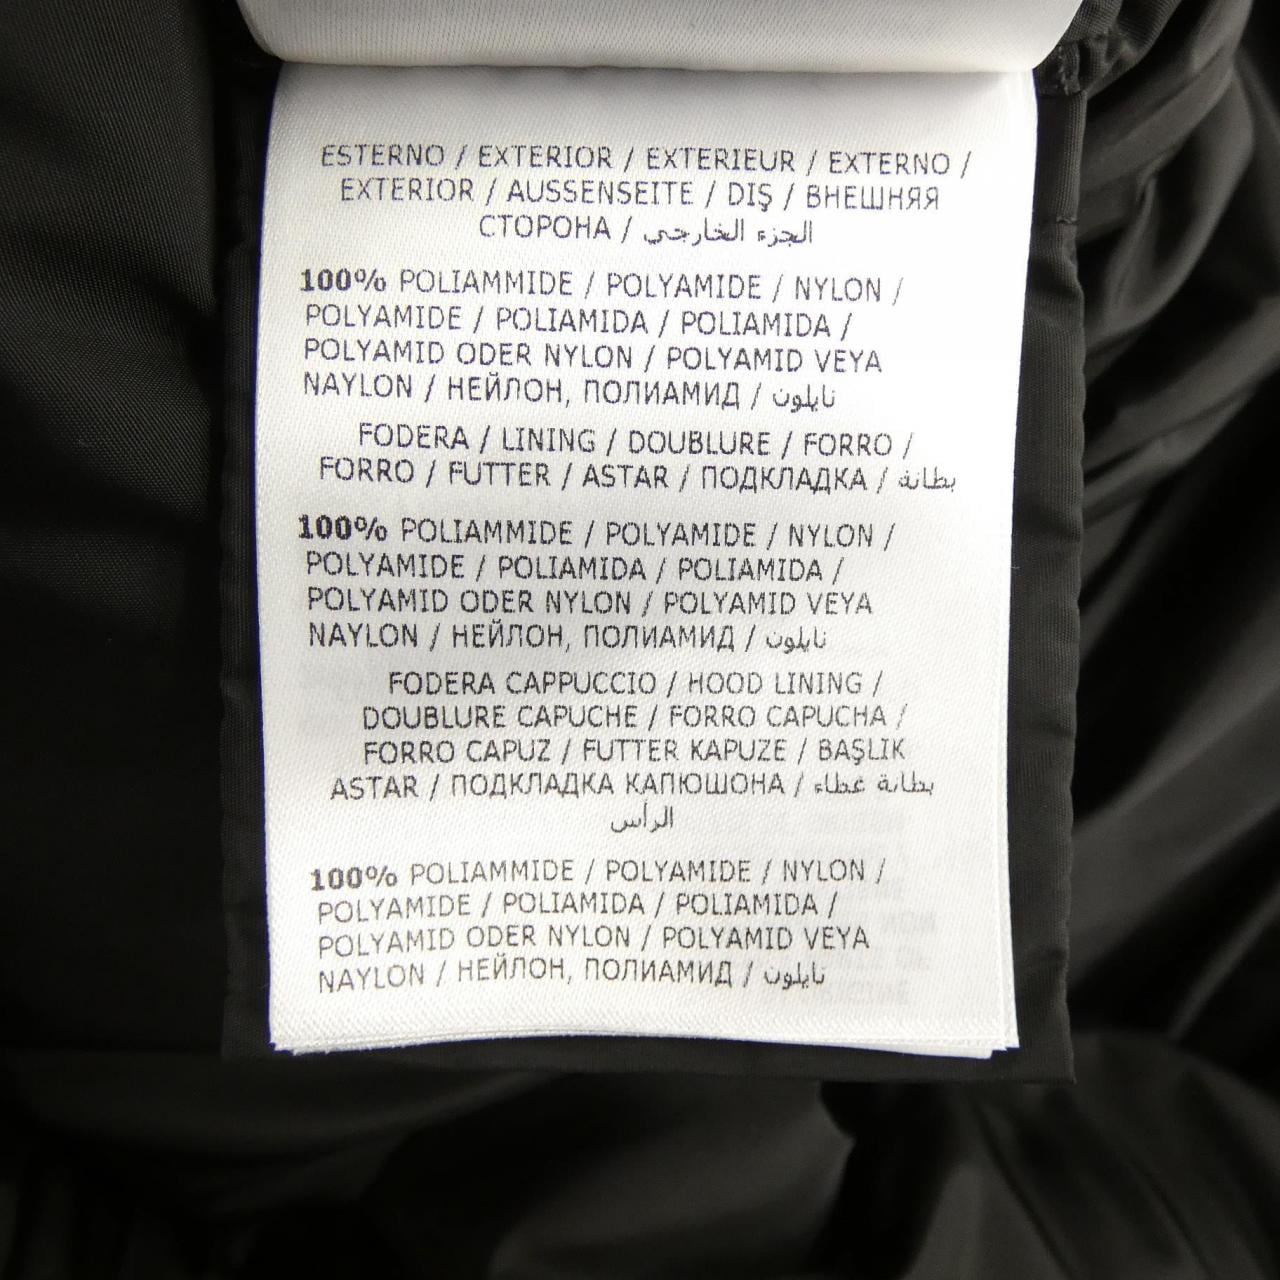 ESTERNO / EXTERIOR / EXTERIEUR / EXTERNO /
EXTERIOR / AUSSENSEITE / DIŞ / ВНЕШНЯЯ
СТОРОНА / الجزء الخارجي
100% POLIAMMIDE / POLYAMIDE / NYLON /
POLYAMIDE / POLIAMIDA / POLIAMIDA /
POLYAMID ODER NYLON / POLYAMID VEYA
NAYLON / НЕЙЛОН, ПОЛИАМИД / نايلون
FODERA / LINING / DOUBLURE / FORRO /
FORRO / FUTTER / ASTAR / ПОДКЛАДКА / بطانة
100% POLIAMMIDE / POLYAMIDE / NYLON /
POLYAMIDE / POLIAMIDA / POLIAMIDA /
POLYAMID ODER NYLON / POLYAMID VEYA
NAYLON / НЕЙЛОН, ПОЛИАМИД / نايلون
FODERA CAPPUCCIO / HOOD LINING /
DOUBLURE CAPUCHE / FORRO CAPUCHA /
FORRO CAPUZ / FUTTER KAPUZE / BAŞLIK
ASTAR / ПОДКЛАДКА КАПЮШОНА / بطانة غطاء
الرأس
100% POLIAMMIDE / POLYAMIDE / NYLON /
POLYAMIDE / POLIAMIDA / POLIAMIDA /
POLYAMID ODER NYLON / POLYAMID VEYA
NAYLON / НЕЙЛОН, ПОЛИАМИД / نايلون